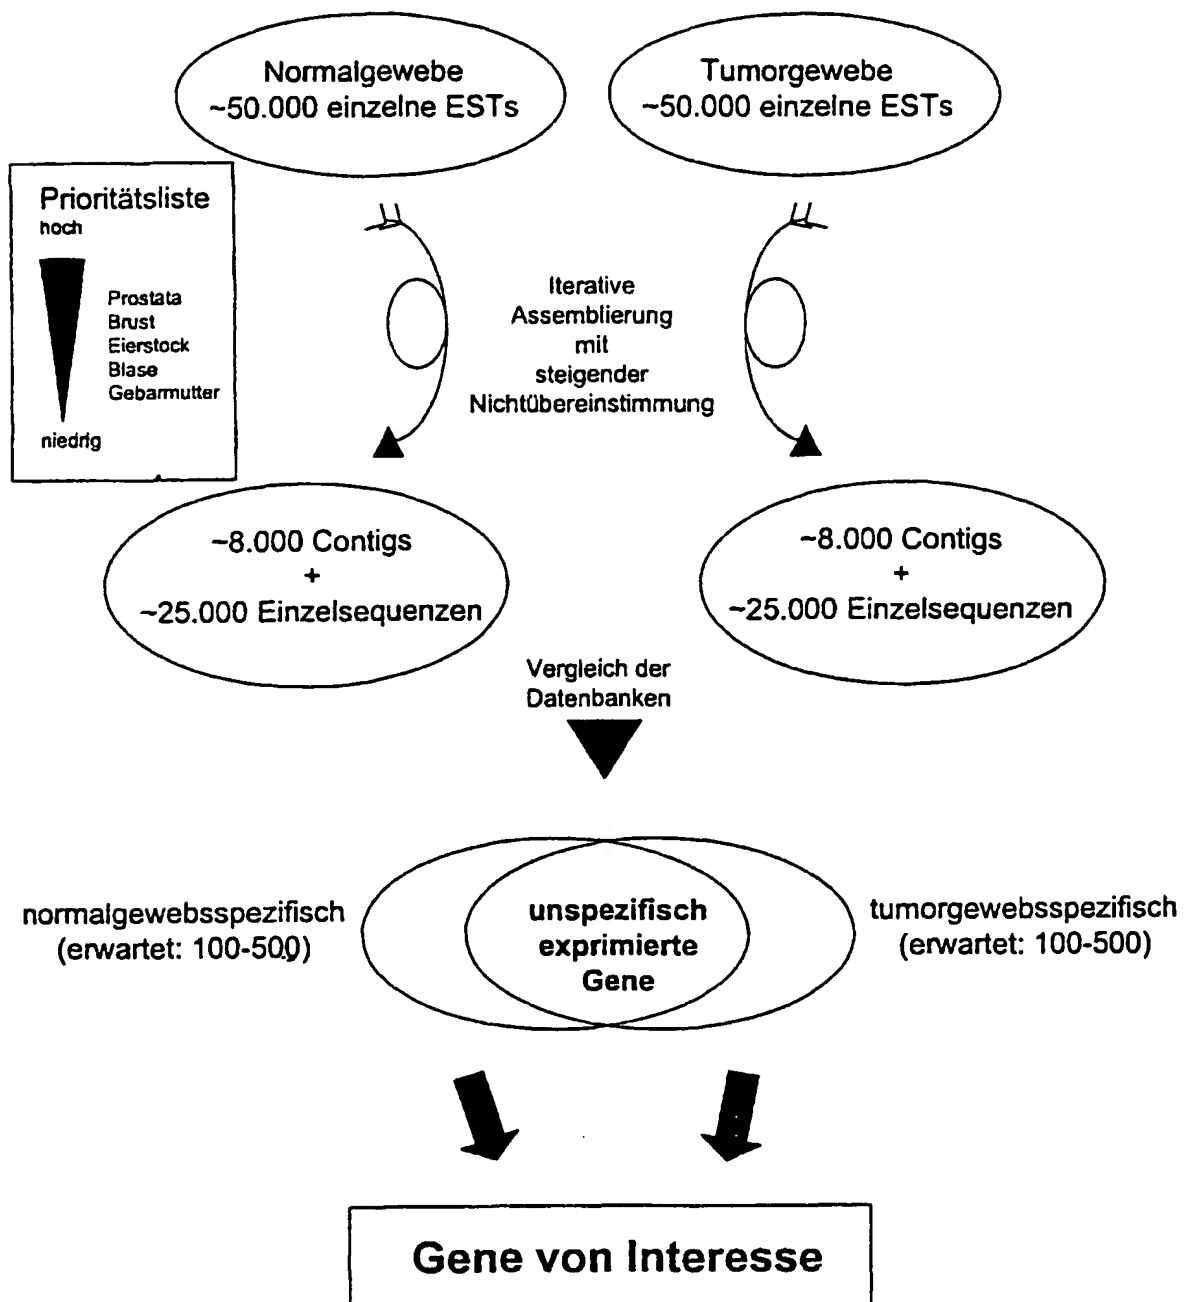 Normalgewebe
~50.000 einzelne ESTs
Tumorgewebe
~50.000 einzelne ESTs
Prioritätsliste
hoch
Prostata
Brust
Eierstock
Blase
Gebarmutter
niedrig
Iterative
Assemblierung
mit
steigender
Nichtübereinstimmung
~8.000 Contigs
+
~25.000 Einzelsequenzen
~8.000 Contigs
+
~25.000 Einzelsequenzen
Vergleich der
Datenbanken
normalgewebsspezifisch
(erwartet: 100-500)
unspezifisch
exprimierte
Gene
tumorgewebsspezifisch
(erwartet: 100-500)
Gene von Interesse